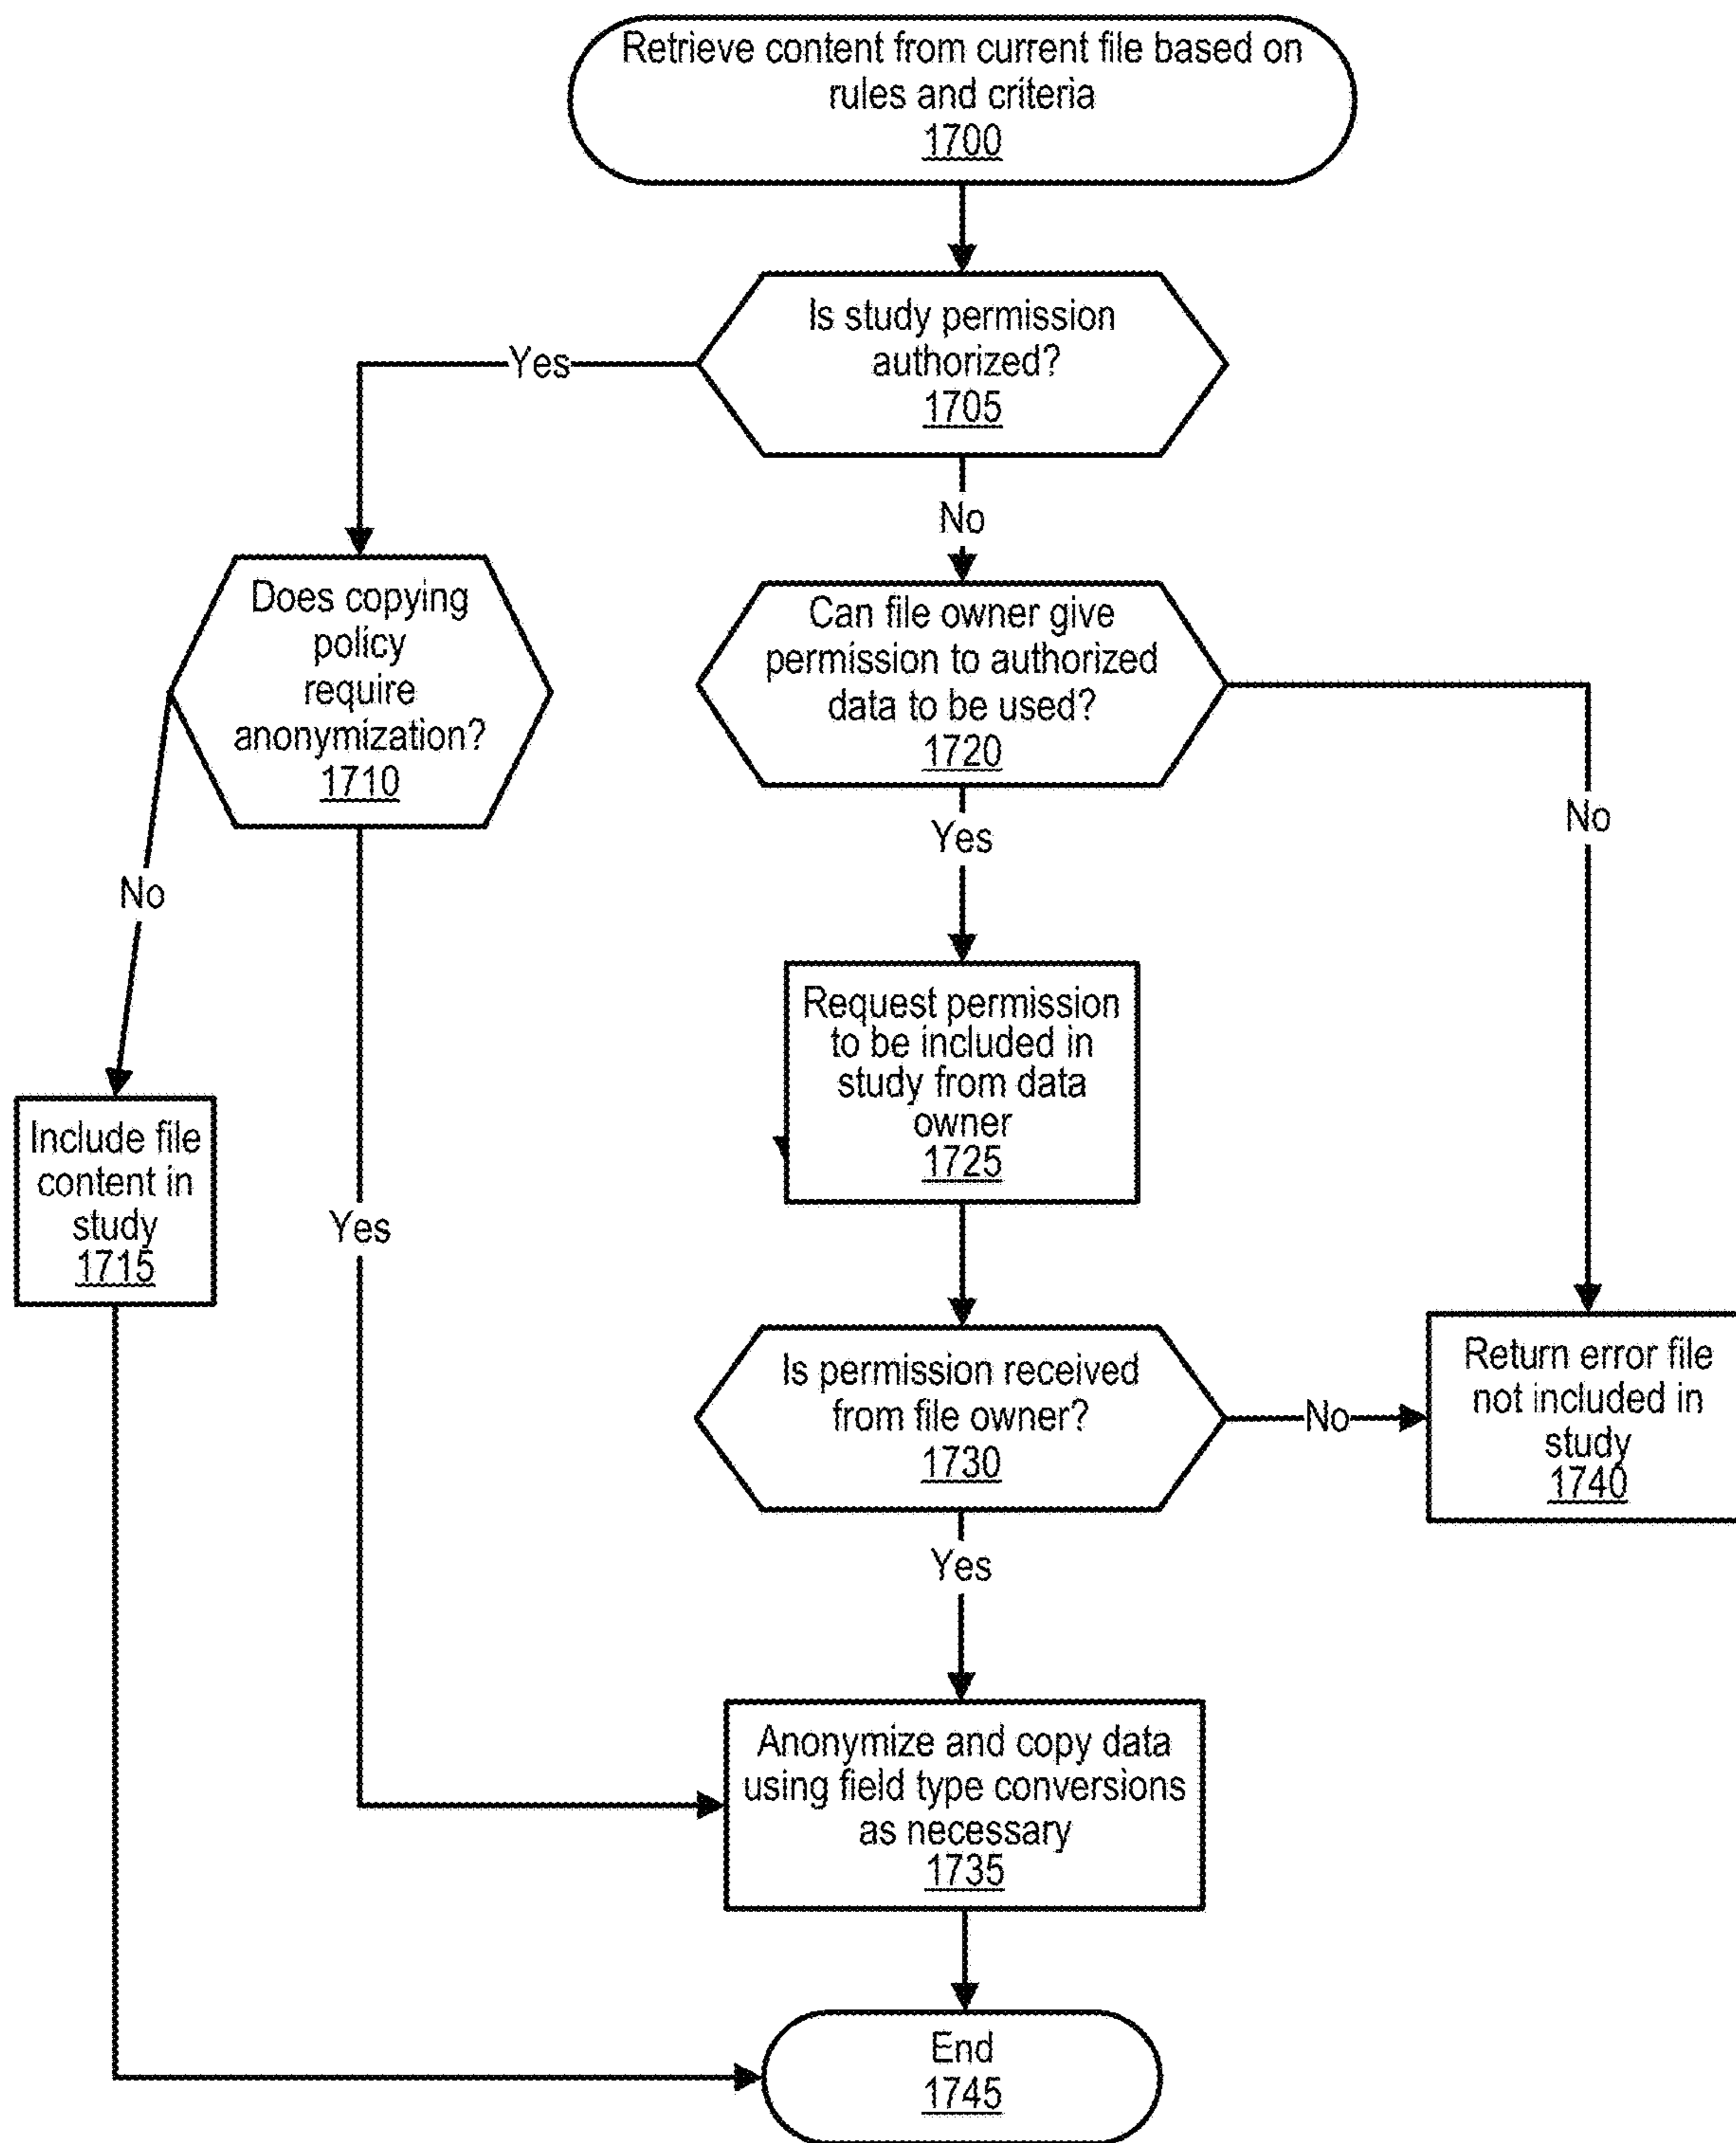 Retrieve content from current file based on
rules and criteria
1700
Is study permission
authorized?
1705
Yes
No
Does copying
policy
require
anonymization?
1710
Can file owner give
permission to authorized
data to be used?
1720
No
Yes
No
Request permission
to be included in
study from data
owner
1725
Include file
content in
study
1715
Yes
Is permission received
from file owner?
1730
No
Return error file
not included in
study
1740
Yes
Anonymize and copy data
using field type conversions
as necessary
1735
End
1745